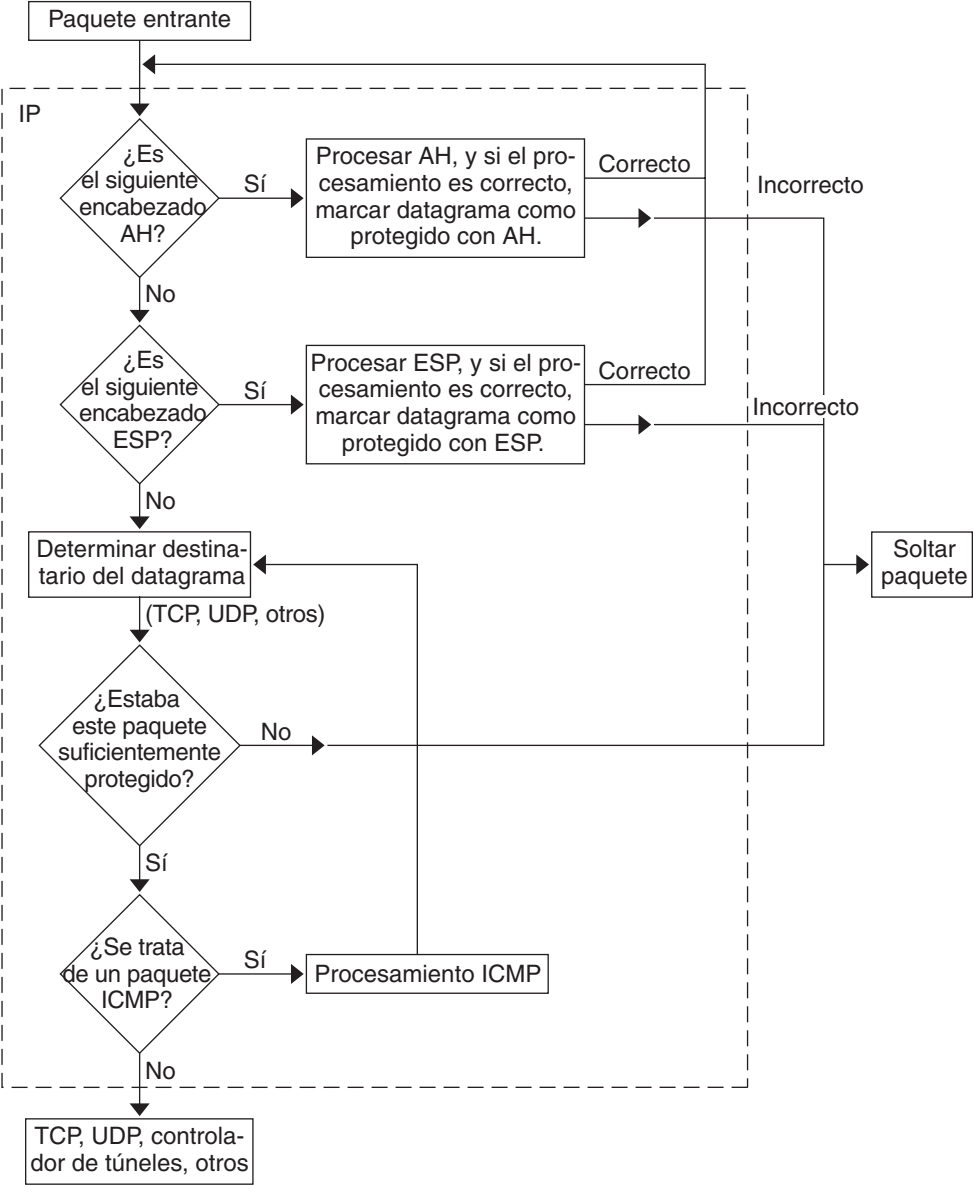 Paquete entrante
IP
¿Es
el siguiente
encabezado
AH?
Sí
Procesar AH, y si el pro-
cesamiento es correcto,
marcar datagrama como
protegido con AH.
Correcto
Incorrecto
No
¿Es
el siguiente
encabezado
ESP?
Sí
Procesar ESP, y si el pro-
cesamiento es correcto,
marcar datagrama como
protegido con ESP.
Correcto
Incorrecto
No
Determinar destina-
tario del datagrama
Soltar
paquete
(TCP, UDP, otros)
¿Estaba
este paquete
suficientemente
protegido?
No
Sí
¿Se trata
de un paquete
ICMP?
Sí
Procesamiento ICMP
No
TCP, UDP, controla-
dor de túneles, otros